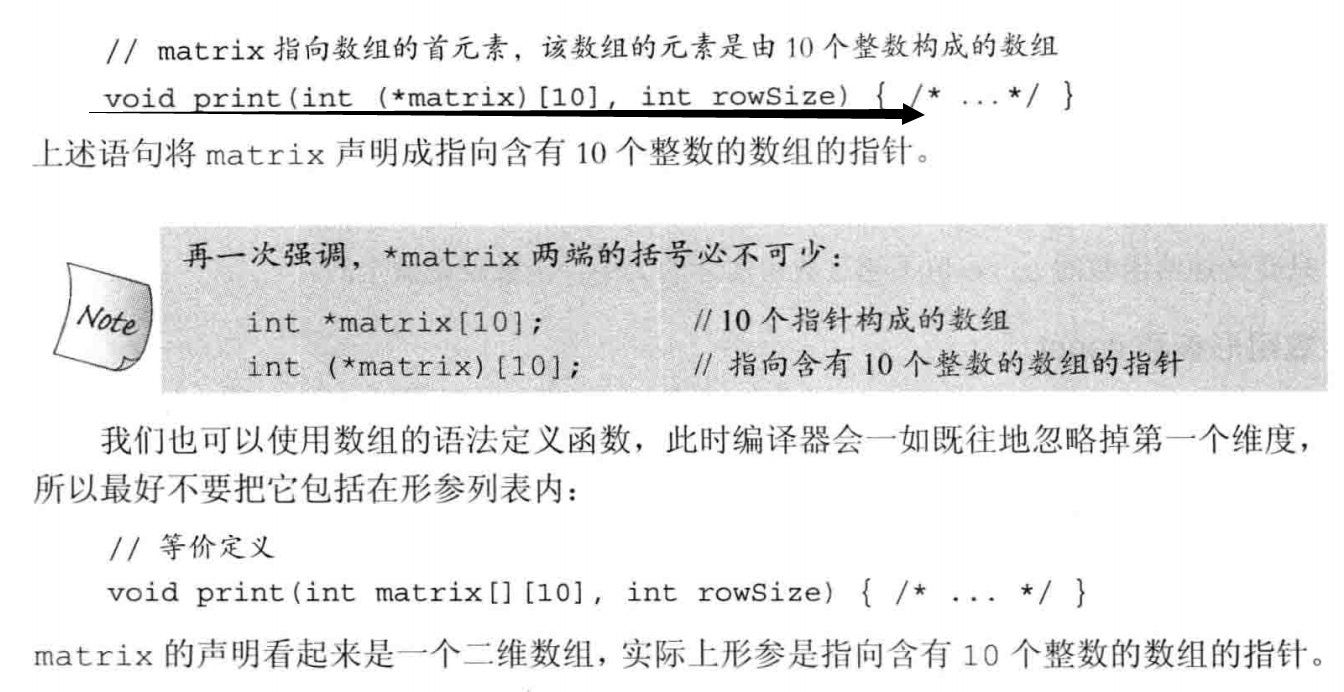 // matrix 指向数组的首元素，该数组的元素是由 10 个整数构成的数组
void print(int (*matrix)[10], int rowSize) { /* ...*/ }
上述语句将 matrix 声明成指向含有 10 个整数的数组的指针。
再一次强调，*matrix 两端的括号必不可少：
Note
int *matrix[10]; // 10 个指针构成的数组
int (*matrix)[10]; // 指向含有 10 个整数的数组的指针
我们也可以使用数组的语法定义函数，此时编译器会一如既往地忽略掉第一个维度，
所以最好不要把它包括在形参列表内：
// 等价定义
void print(int matrix[][10], int rowSize) { /* ... */ }
matrix 的声明看起来是一个二维数组，实际上形参是指向含有 10 个整数的数组的指针。